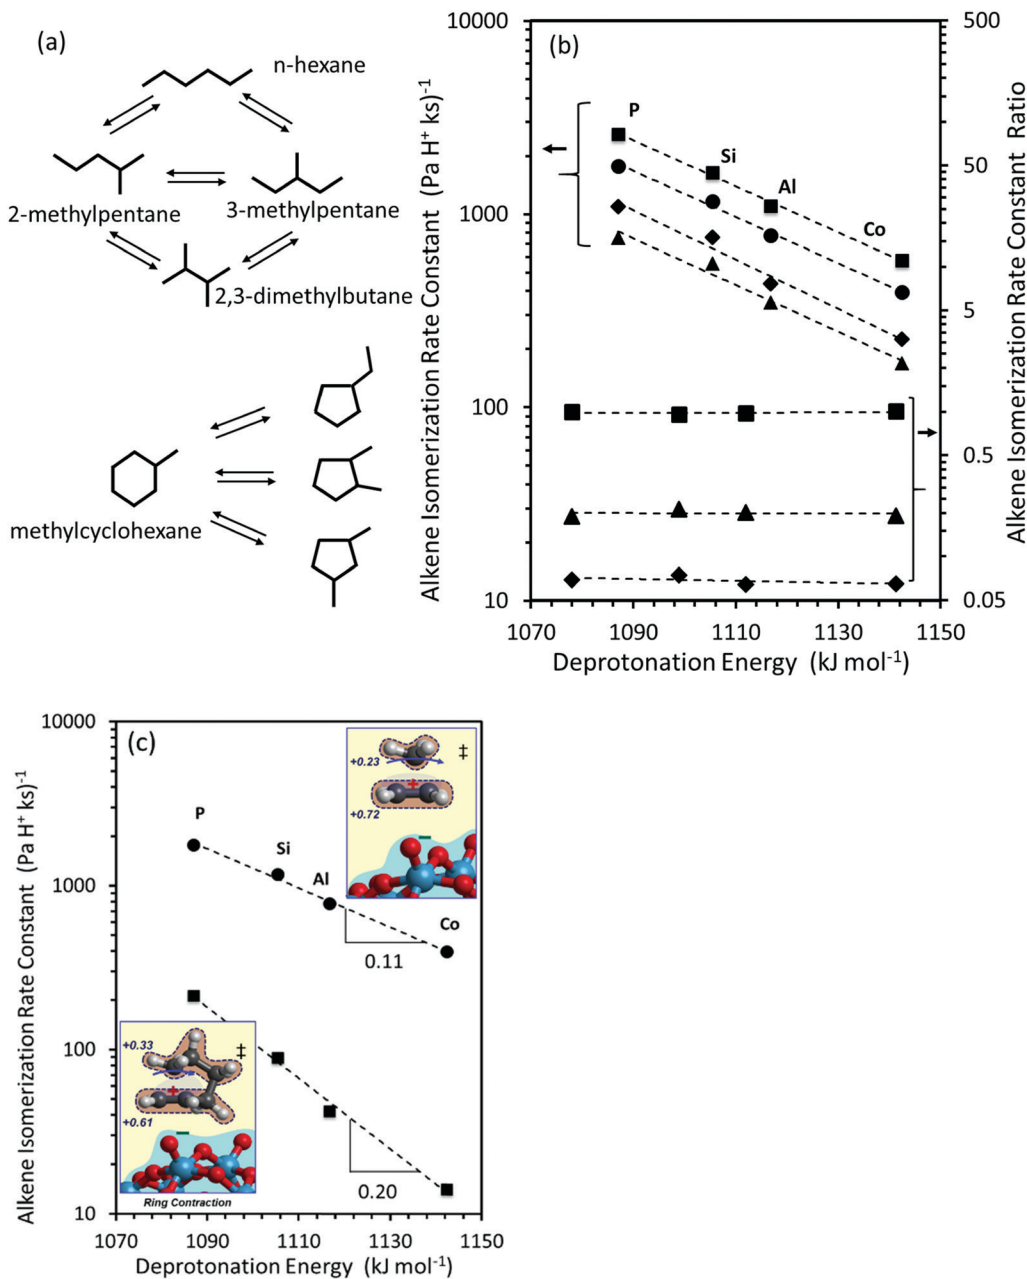 (a)
n-hexane
2-methylpentane
3-methylpentane
2,3-dimethylbutane
methylcyclohexane
(b)
Alkene Isomerization Rate Constant (Pa H⁺ ks)⁻¹
10000
1000
100
10
P
Si
Al
Co
500
50
5
0.5
0.05
Alkene Isomerization Rate Constant Ratio
1070
1090
1110
1130
1150
Deprotonation Energy (kJ mol⁻¹)
(c)
Alkene Isomerization Rate Constant (Pa H⁺ ks)⁻¹
10000
1000
100
10
P
Si
Al
Co
+0.23
+
‡
+0.72
−
0.11
+0.33
‡
+
+0.61
−
Ring Contraction
0.20
1070
1090
1110
1130
1150
Deprotonation Energy (kJ mol⁻¹)